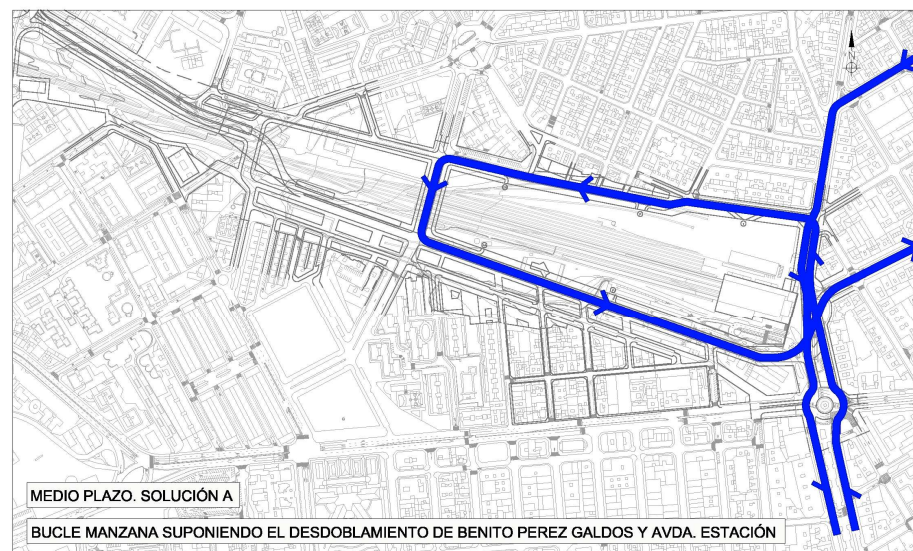 N
MEDIO PLAZO. SOLUCIÓN A
BUCLE MANZANA SUPONIENDO EL DESDOBLAMIENTO DE BENITO PEREZ GALDOS Y AVDA. ESTACIÓN